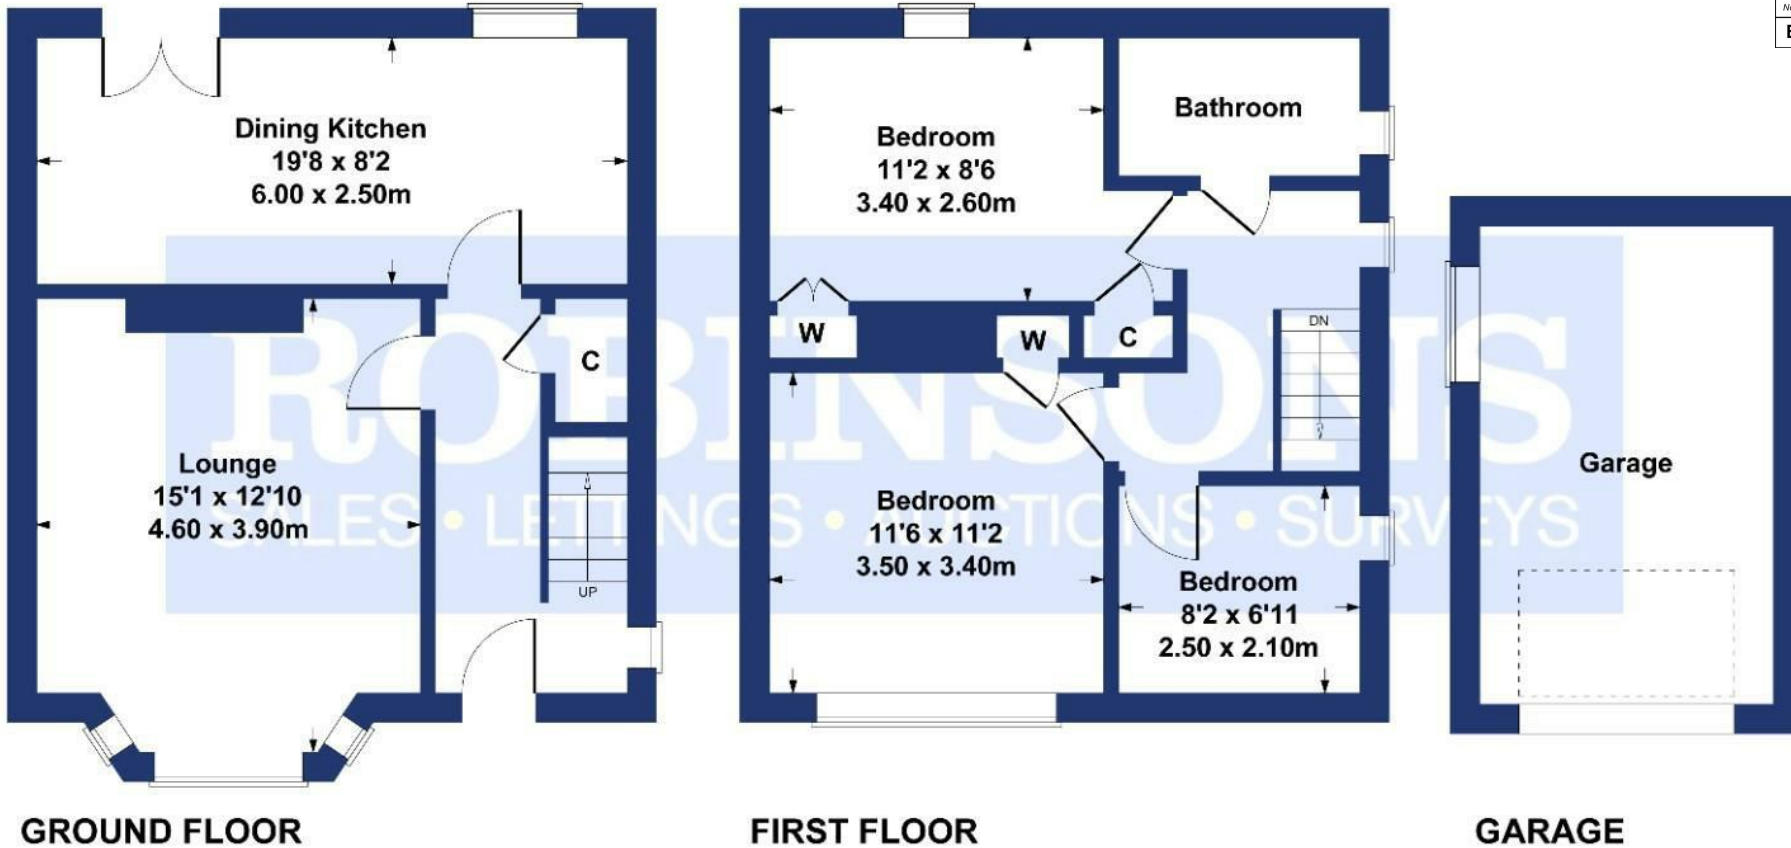 Dining Kitchen
19'8 x 8'2
6.00 x 2.50m
Lounge
15'1 x 12'10
4.60 x 3.90m
C
UP
GROUND FLOOR
Bedroom
11'2 x 8'6
3.40 x 2.60m
Bathroom
W
W
C
DN
Bedroom
11'6 x 11'2
3.50 x 3.40m
Bedroom
8'2 x 6'11
2.50 x 2.10m
FIRST FLOOR
Garage
GARAGE
ROBINSONS
SALES • LETTINGS • AUCTIONS • SURVEYS